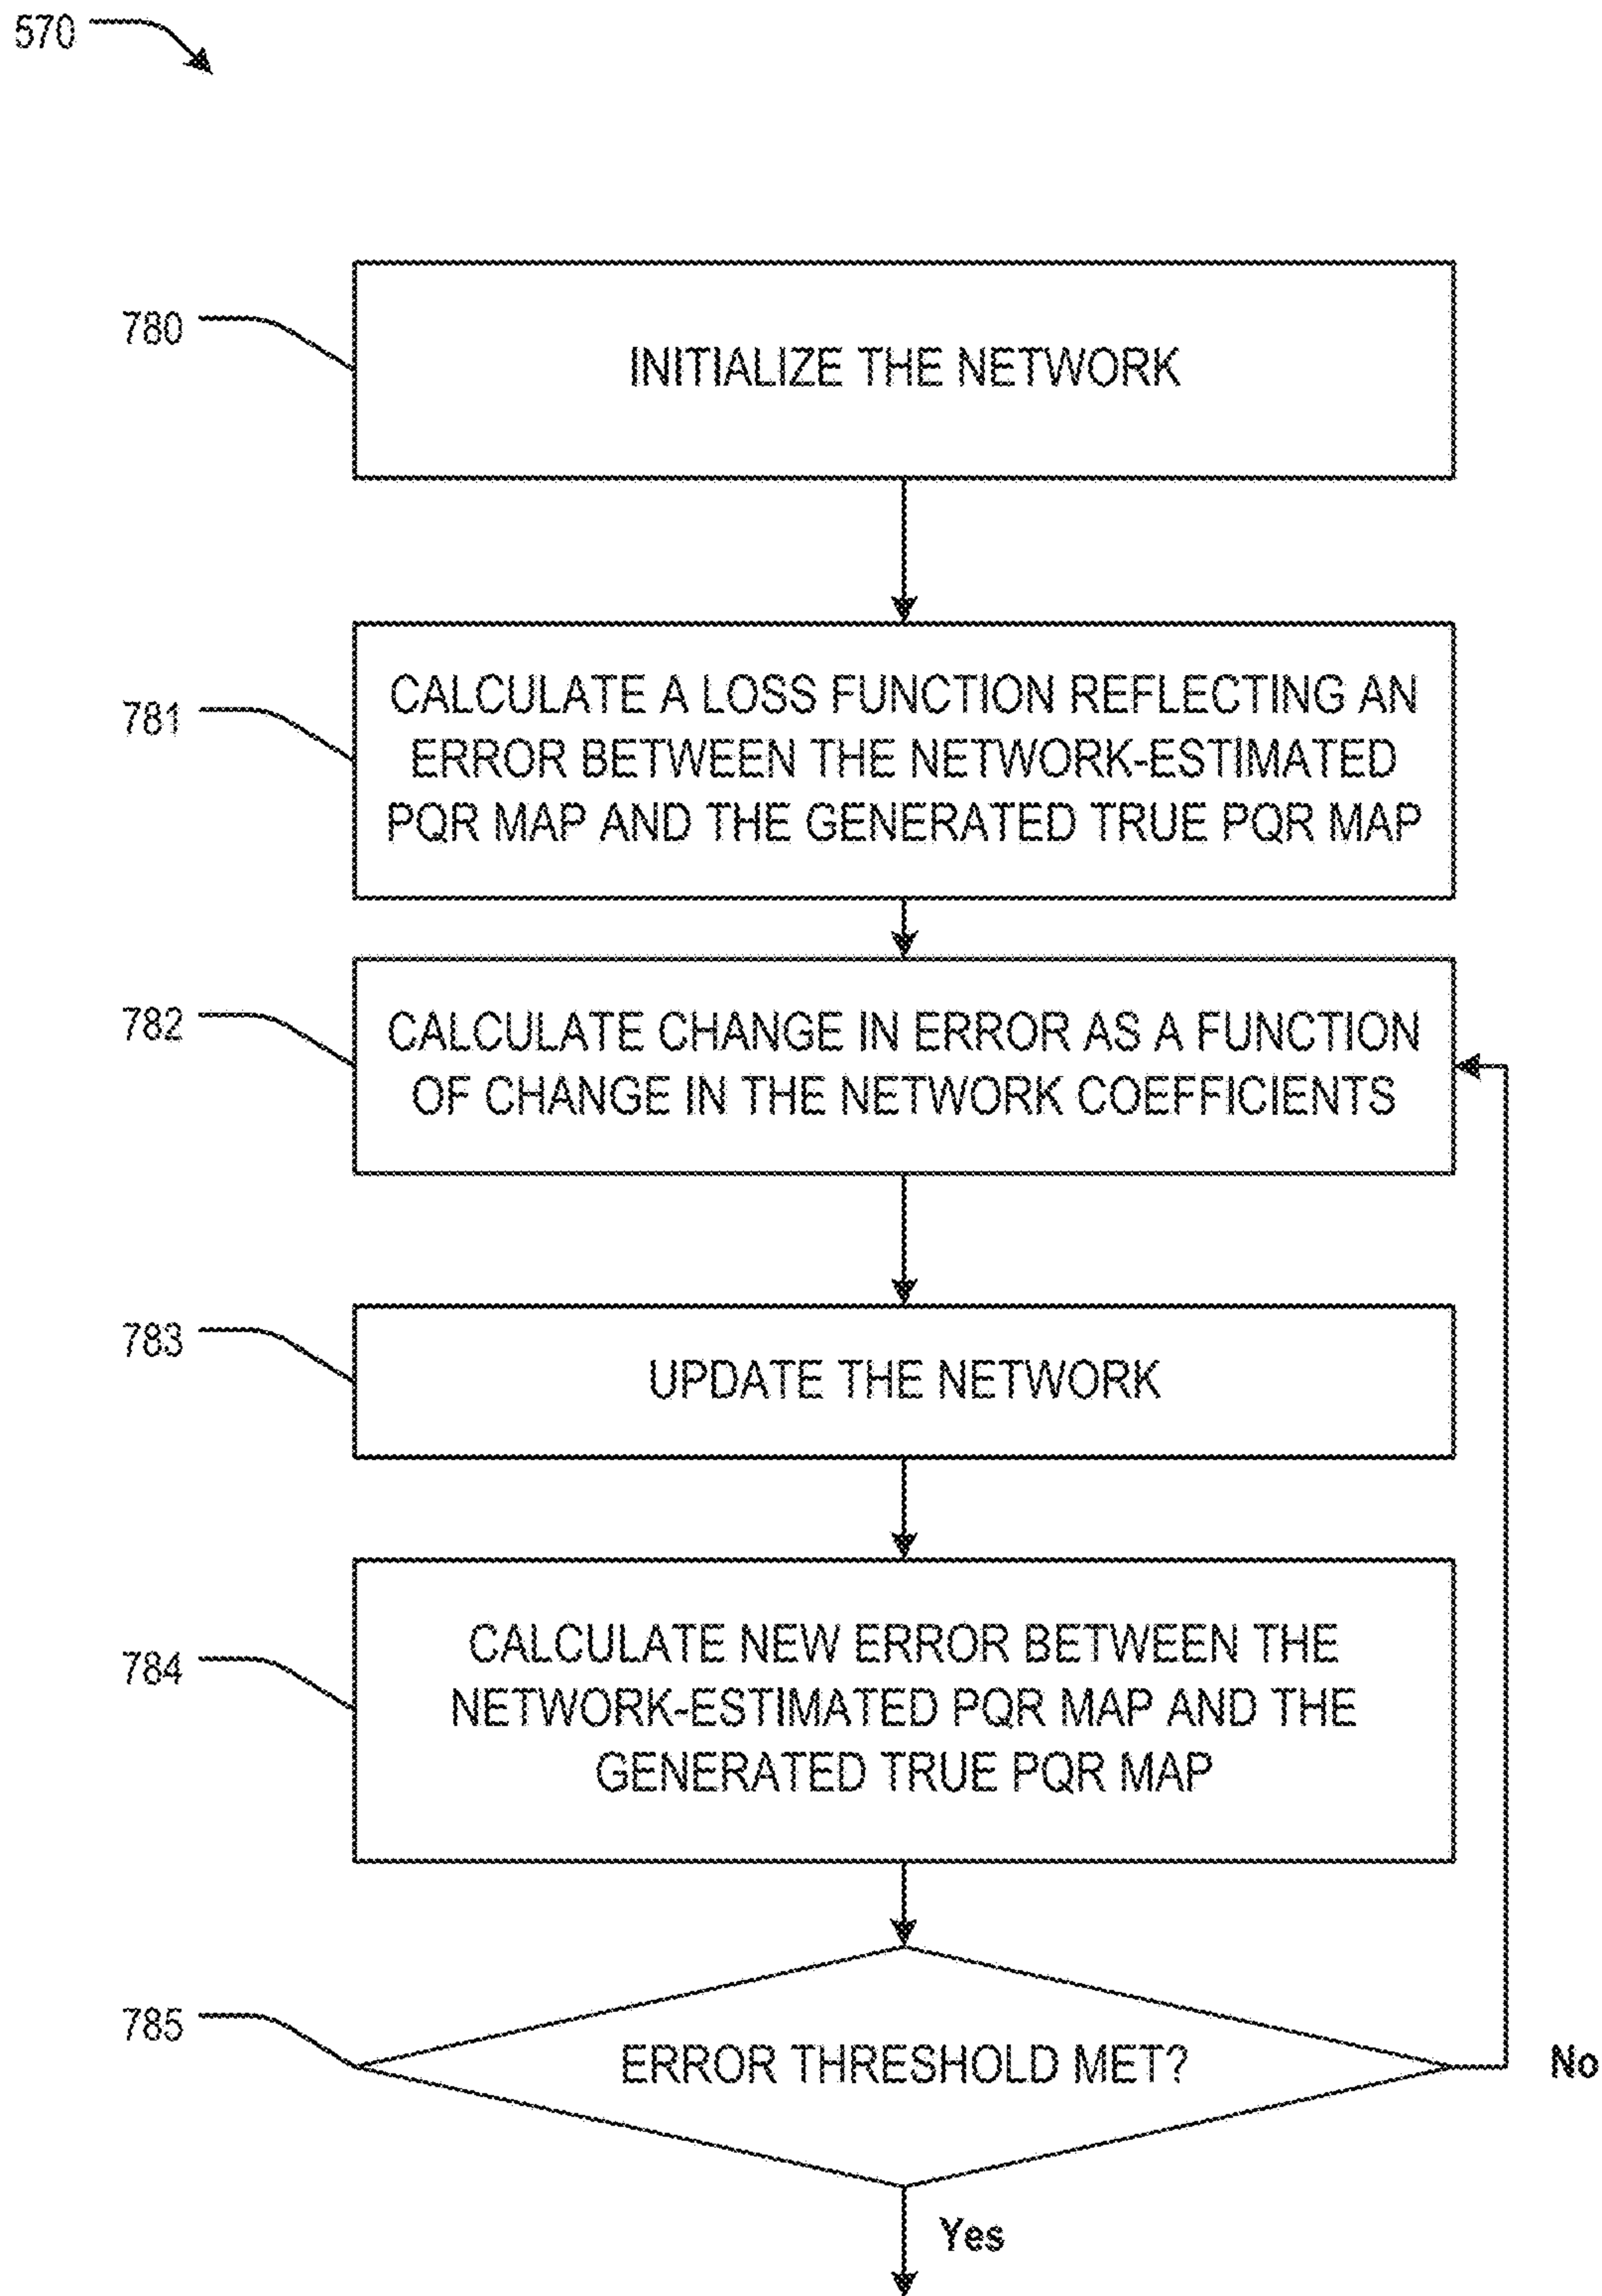 570
780
INITIALIZE THE NETWORK
781
CALCULATE A LOSS FUNCTION REFLECTING AN
ERROR BETWEEN THE NETWORK-ESTIMATED
PQR MAP AND THE GENERATED TRUE PQR MAP
782
CALCULATE CHANGE IN ERROR AS A FUNCTION
OF CHANGE IN THE NETWORK COEFFICIENTS
783
UPDATE THE NETWORK
784
CALCULATE NEW ERROR BETWEEN THE
NETWORK-ESTIMATED PQR MAP AND THE
GENERATED TRUE PQR MAP
785
ERROR THRESHOLD MET?
No
Yes